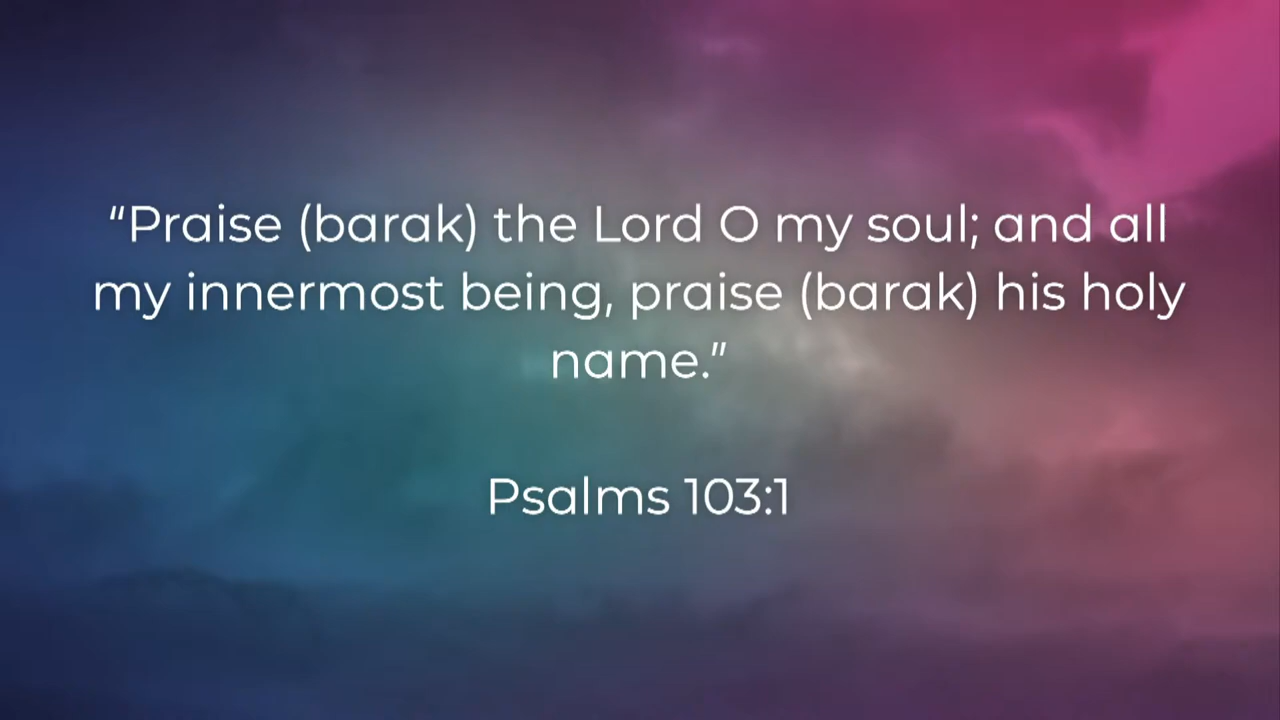 “Praise (barak) the Lord O my soul; and all
my innermost being, praise (barak) his holy
name.”
Psalms 103:1